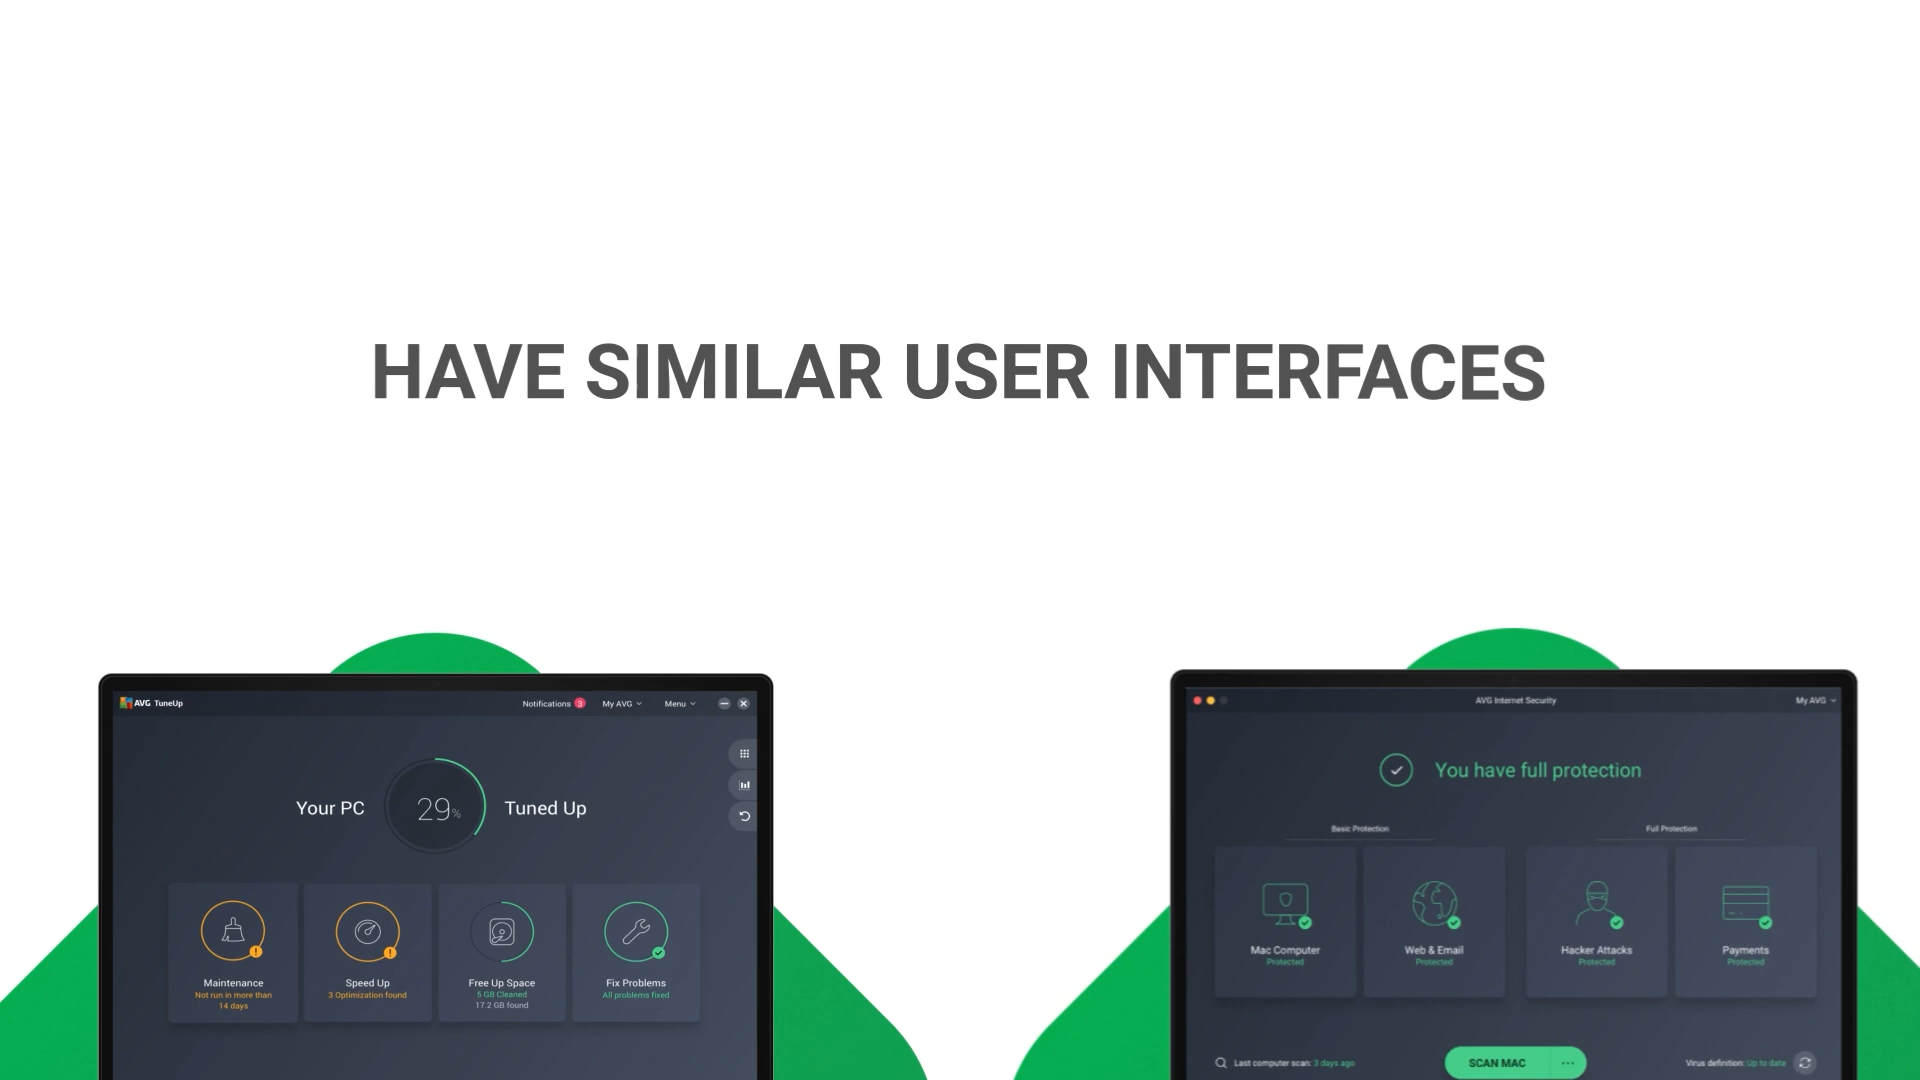 HAVE SIMILAR USER INTERFACES
AVG TuneUp
Notifications 3
My AVG
Menu
Your PC
29%
Tuned Up
Maintenance
Not run in more than
14 days
Speed Up
3 Optimization found
Free Up Space
5 GB Cleaned
17.2 GB found
Fix Problems
All problems fixed
AVG Internet Security
My AVG
You have full protection
Basic Protection
Full Protection
Mac Computer
Protected
Web & Email
Protected
Hacker Attacks
Protected
Payments
Protected
Last computer scan: 3 days ago
SCAN MAC
Virus definition: Up to date